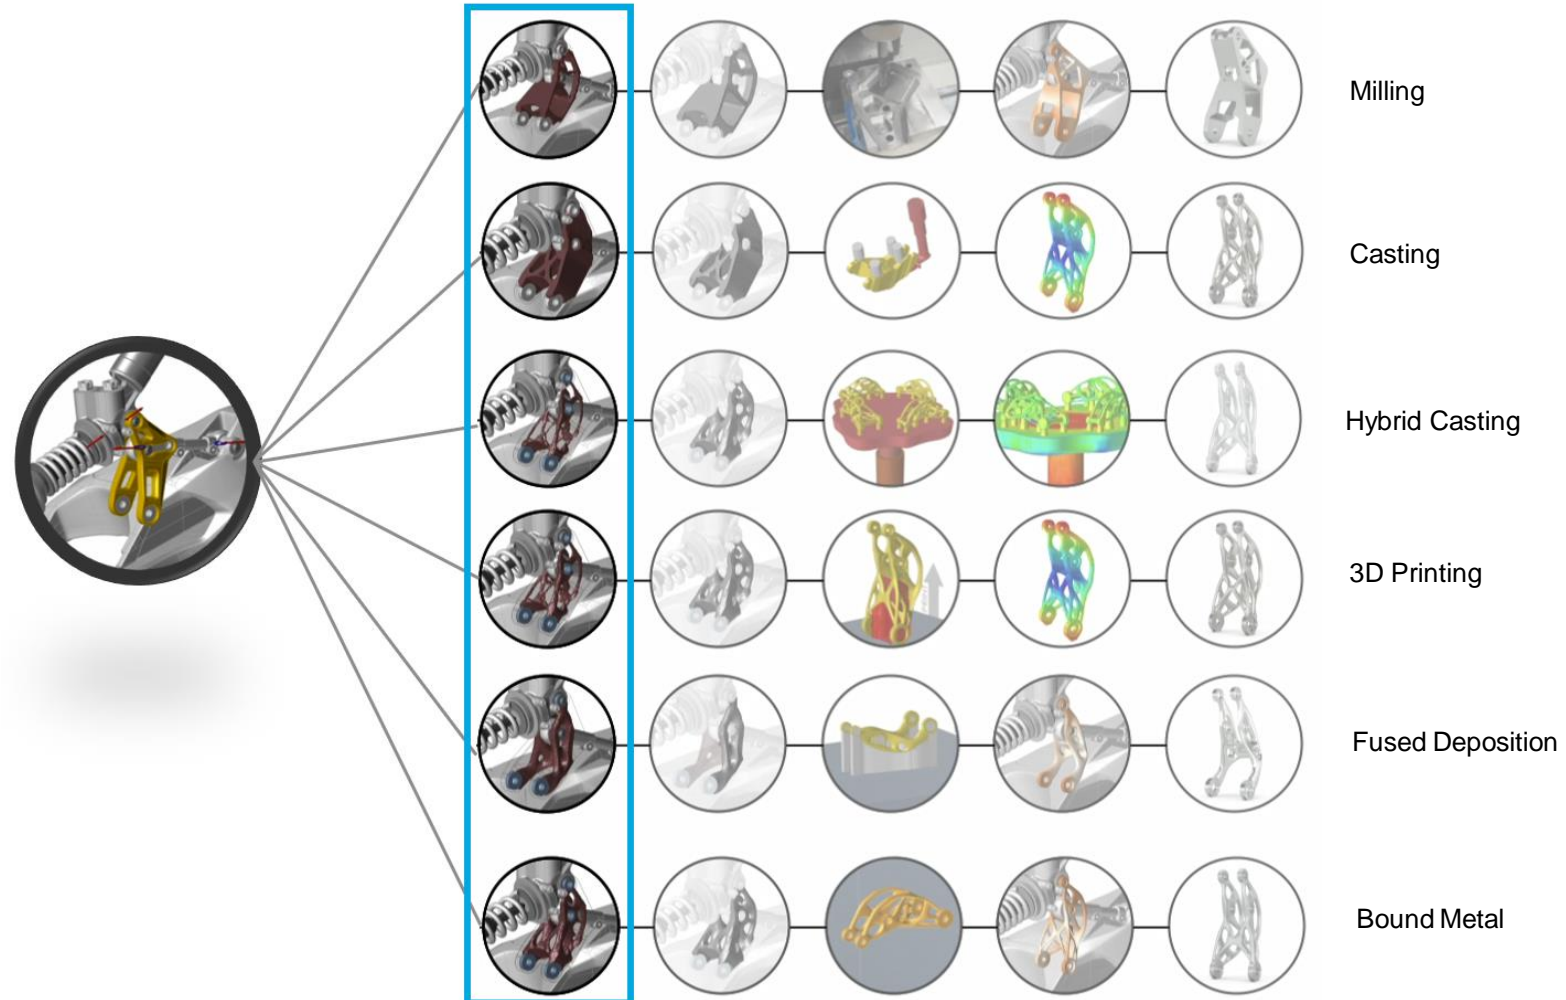 Milling
Casting
Hybrid Casting
3D Printing
Fused Deposition
Bound Metal